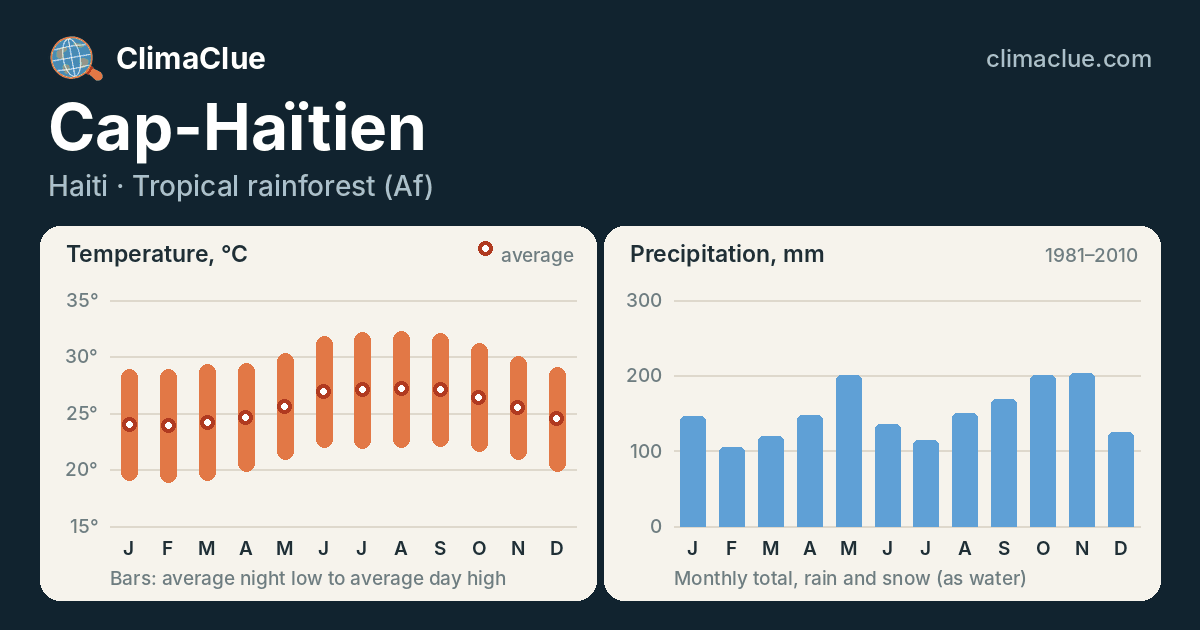 ClimaClue
climaclue.com
Cap-Haïtien
Haiti · Tropical rainforest (Af)
Temperature, °C
average
35°
30°
25°
20°
15°
J F M A M J J A S O N D
Bars: average night low to average day high
Precipitation, mm
1981–2010
300
200
100
0
J F M A M J J A S O N D
Monthly total, rain and snow (as water)